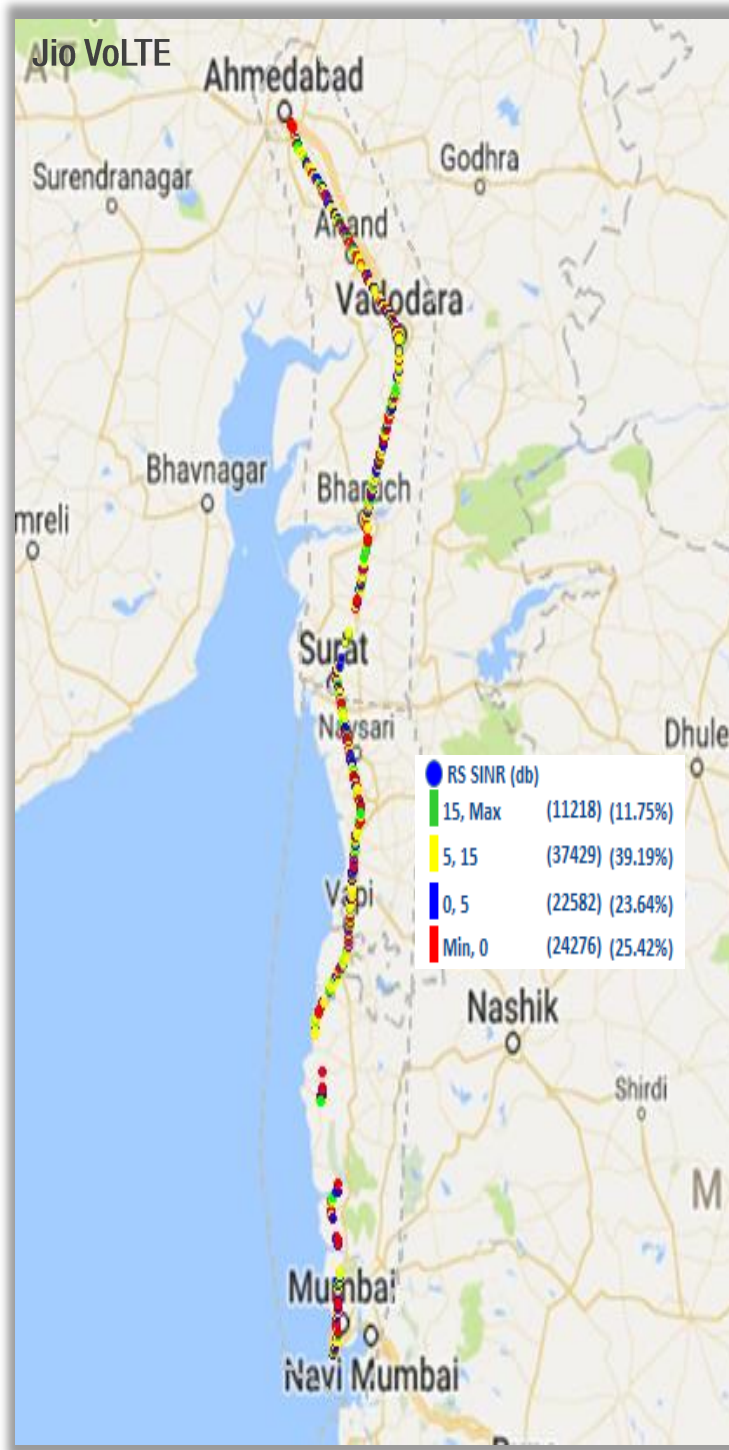 Jio VoLTE
A T
Ahmedabad
Godhra
Surendranagar
Anand
Vadodara
Bhavnagar
Bharuch
mreli
Surat
Navsari
Dhule
RS SINR (db)
15, Max (11218) (11.75%)
5, 15 (37429) (39.19%)
0, 5 (22582) (23.64%)
Min, 0 (24276) (25.42%)
Vapi
Nashik
Shirdi
M
Mumbai
Navi Mumbai